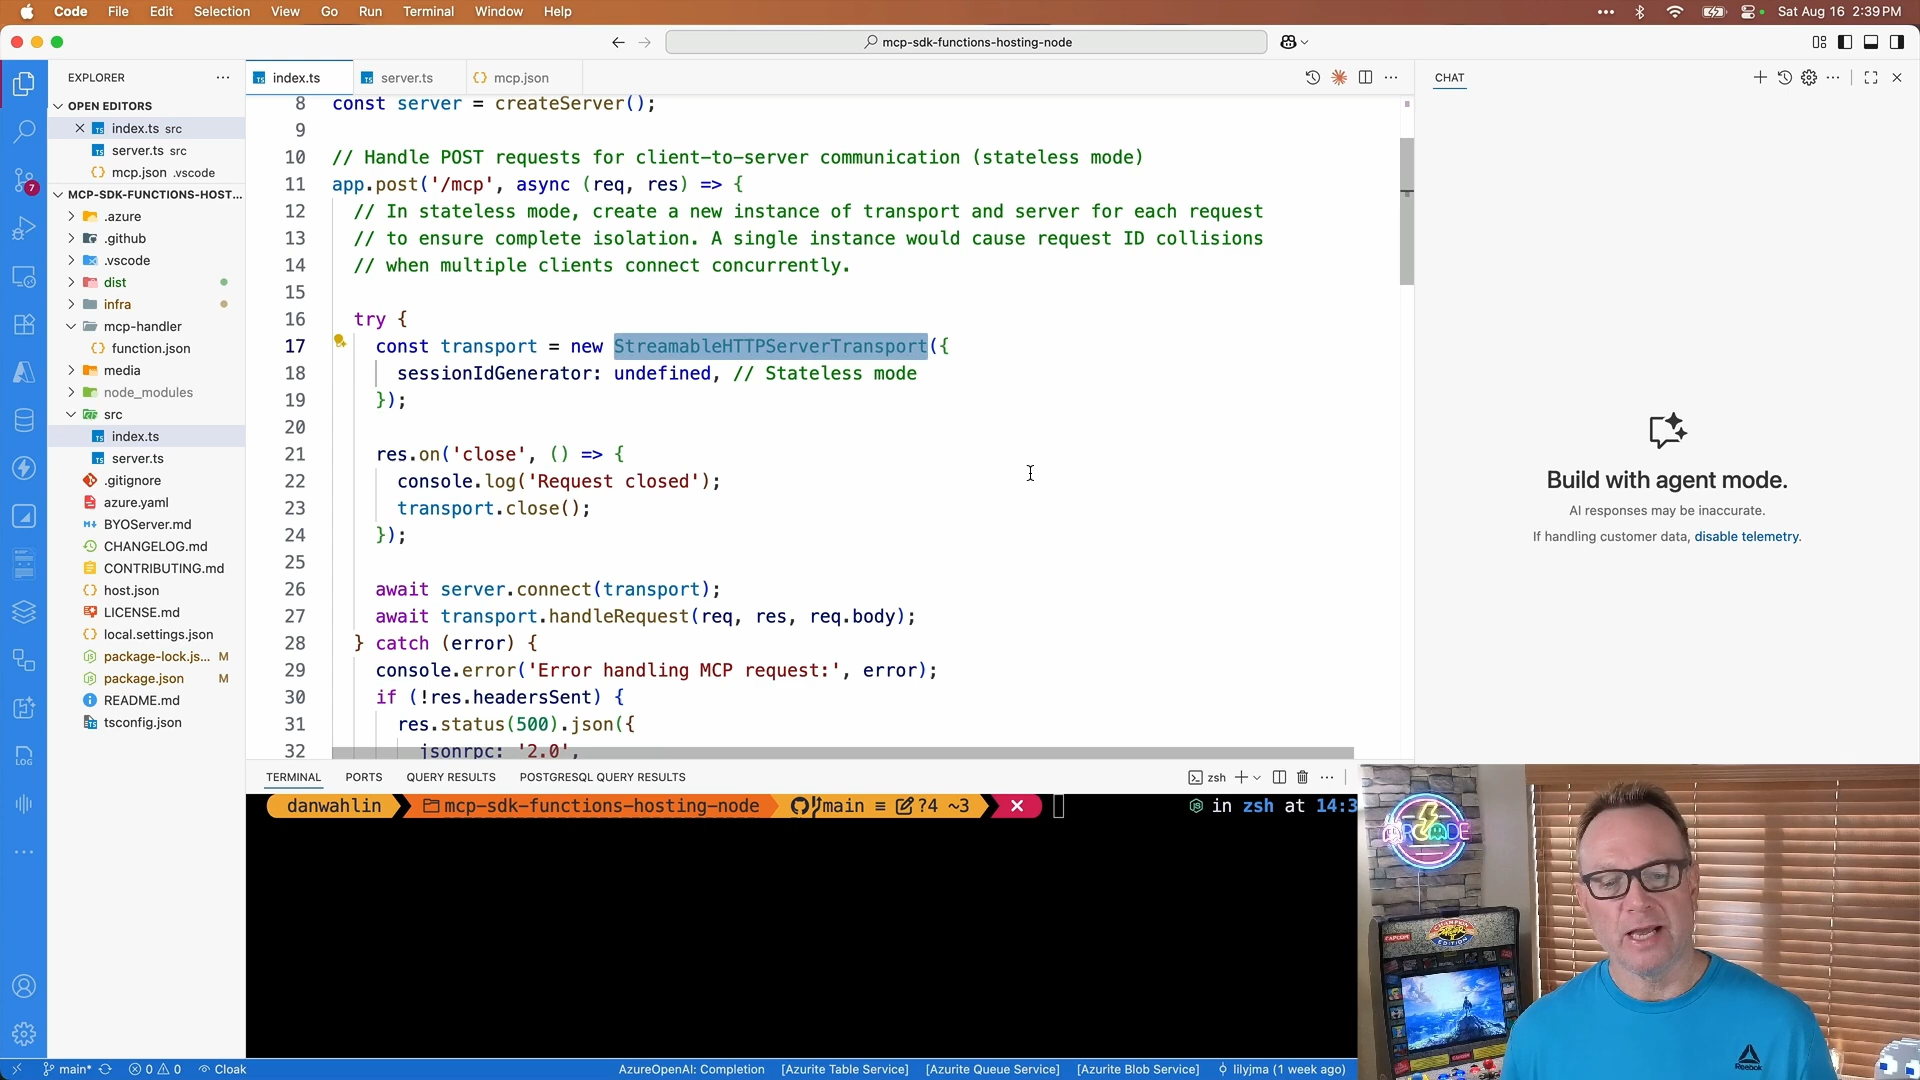 Code File Edit Selection View Go Run Terminal Window Help
Sat Aug 16 2:39 PM
mcp-sdk-functions-hosting-node
EXPLORER
OPEN EDITORS
index.ts src
server.ts src
mcp.json .vscode
MCP-SDK-FUNCTIONS-HOST...
.azure
.github
.vscode
dist
infra
mcp-handler
function.json
media
node_modules
src
index.ts
server.ts
.gitignore
azure.yaml
BYOServer.md
CHANGELOG.md
CONTRIBUTING.md
host.json
LICENSE.md
local.settings.json
package-lock.js... M
package.json M
README.md
tsconfig.json
7
LOG
index.ts server.ts mcp.json
8 const server = createServer();
9
10 // Handle POST requests for client-to-server communication (stateless mode)
11 app.post('/mcp', async (req, res) => {
12 // In stateless mode, create a new instance of transport and server for each request
13 // to ensure complete isolation. A single instance would cause request ID collisions
14 // when multiple clients connect concurrently.
15
16 try {
17 const transport = new StreamableHTTPServerTransport({
18 sessionIdGenerator: undefined, // Stateless mode
19 });
20
21 res.on('close', () => {
22 console.log('Request closed');
23 transport.close();
24 });
25
26 await server.connect(transport);
27 await transport.handleRequest(req, res, req.body);
28 } catch (error) {
29 console.error('Error handling MCP request:', error);
30 if (!res.headersSent) {
31 res.status(500).json({
32 jsonrpc: '2.0',
TERMINAL PORTS QUERY RESULTS POSTGRESQL QUERY RESULTS
zsh
danwahlin mcp-sdk-functions-hosting-node main ≡ ?4 ~3
in zsh at 14:3
CHAT
Build with agent mode.
AI responses may be inaccurate.
If handling customer data, disable telemetry.
ARCADE
CAPCOM
CHAMPION
EDITION
Reebok
main* 0 0 Cloak
AzureOpenAI: Completion [Azurite Table Service] [Azurite Queue Service] [Azurite Blob Service] lilyjma (1 week ago)